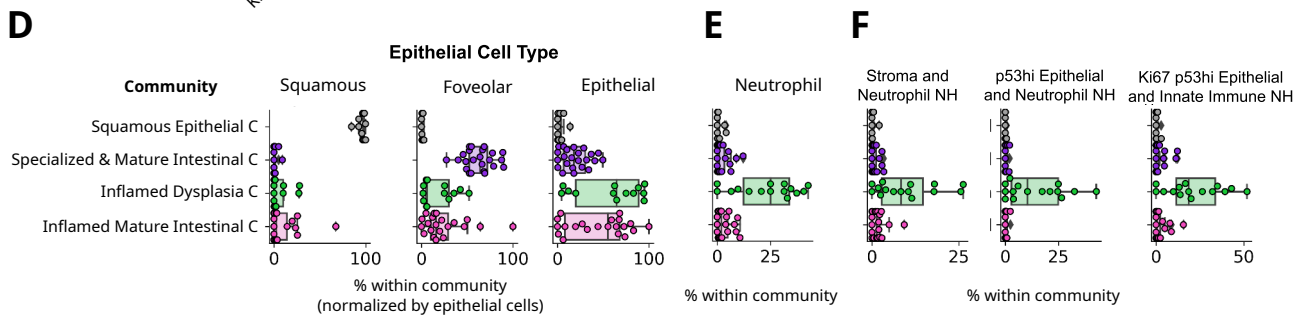 D
E
F
Epithelial Cell Type
Community
Squamous
Foveolar
Epithelial
Neutrophil
Stroma and
Neutrophil NH
p53hi Epithelial
and Neutrophil NH
Ki67 p53hi Epithelial
and Innate Immune NH
Squamous Epithelial C
Specialized & Mature Intestinal C
Inflamed Dysplasia C
Inflamed Mature Intestinal C
0 100 0 100 0 100 0 25 0 25 0 0 50
% within community
(normalized by epithelial cells)
% within community
% within community